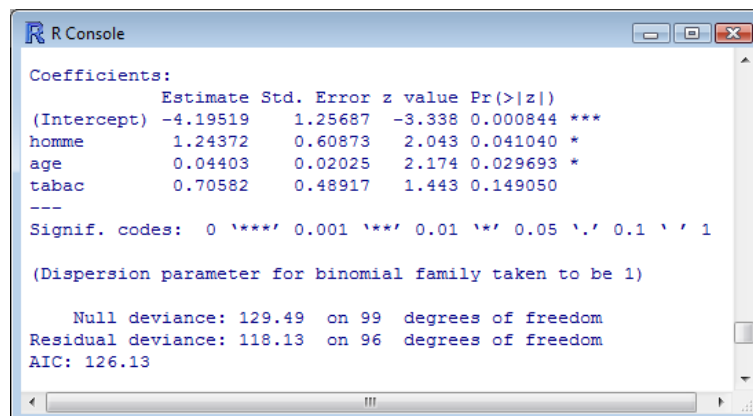 R Console
Coefficients:
Estimate Std. Error z value Pr(>|z|)
(Intercept) -4.19519 1.25687 -3.338 0.000844 ***
homme 1.24372 0.60873 2.043 0.041040 *
age 0.04403 0.02025 2.174 0.029693 *
tabac 0.70582 0.48917 1.443 0.149050
---
Signif. codes: 0 ‘***’ 0.001 ‘**’ 0.01 ‘*’ 0.05 ‘.’ 0.1 ‘ ’ 1
(Dispersion parameter for binomial family taken to be 1)
Null deviance: 129.49 on 99 degrees of freedom
Residual deviance: 118.13 on 96 degrees of freedom
AIC: 126.13